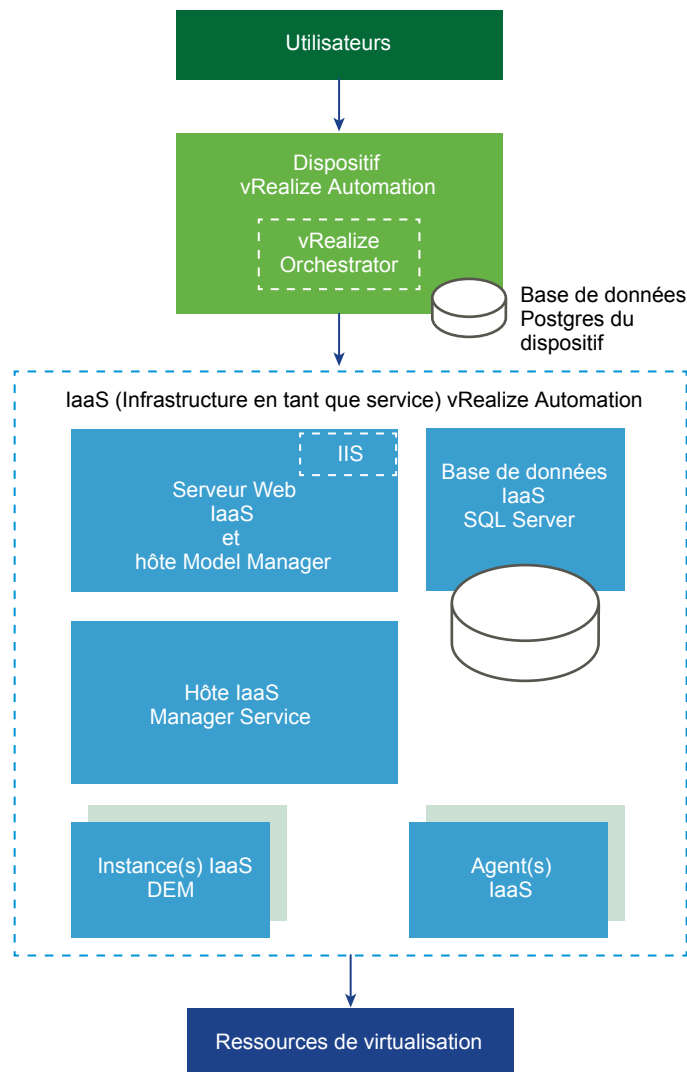 Utilisateurs
Dispositif
vRealize Automation
vRealize
Orchestrator
Base de données
Postgres du
dispositif
IaaS (Infrastructure en tant que service) vRealize Automation
IIS
Serveur Web
IaaS
et
hôte Model Manager
Base de données
IaaS
SQL Server
Hôte IaaS
Manager Service
Instance(s) IaaS
DEM
Agent(s)
IaaS
Ressources de virtualisation